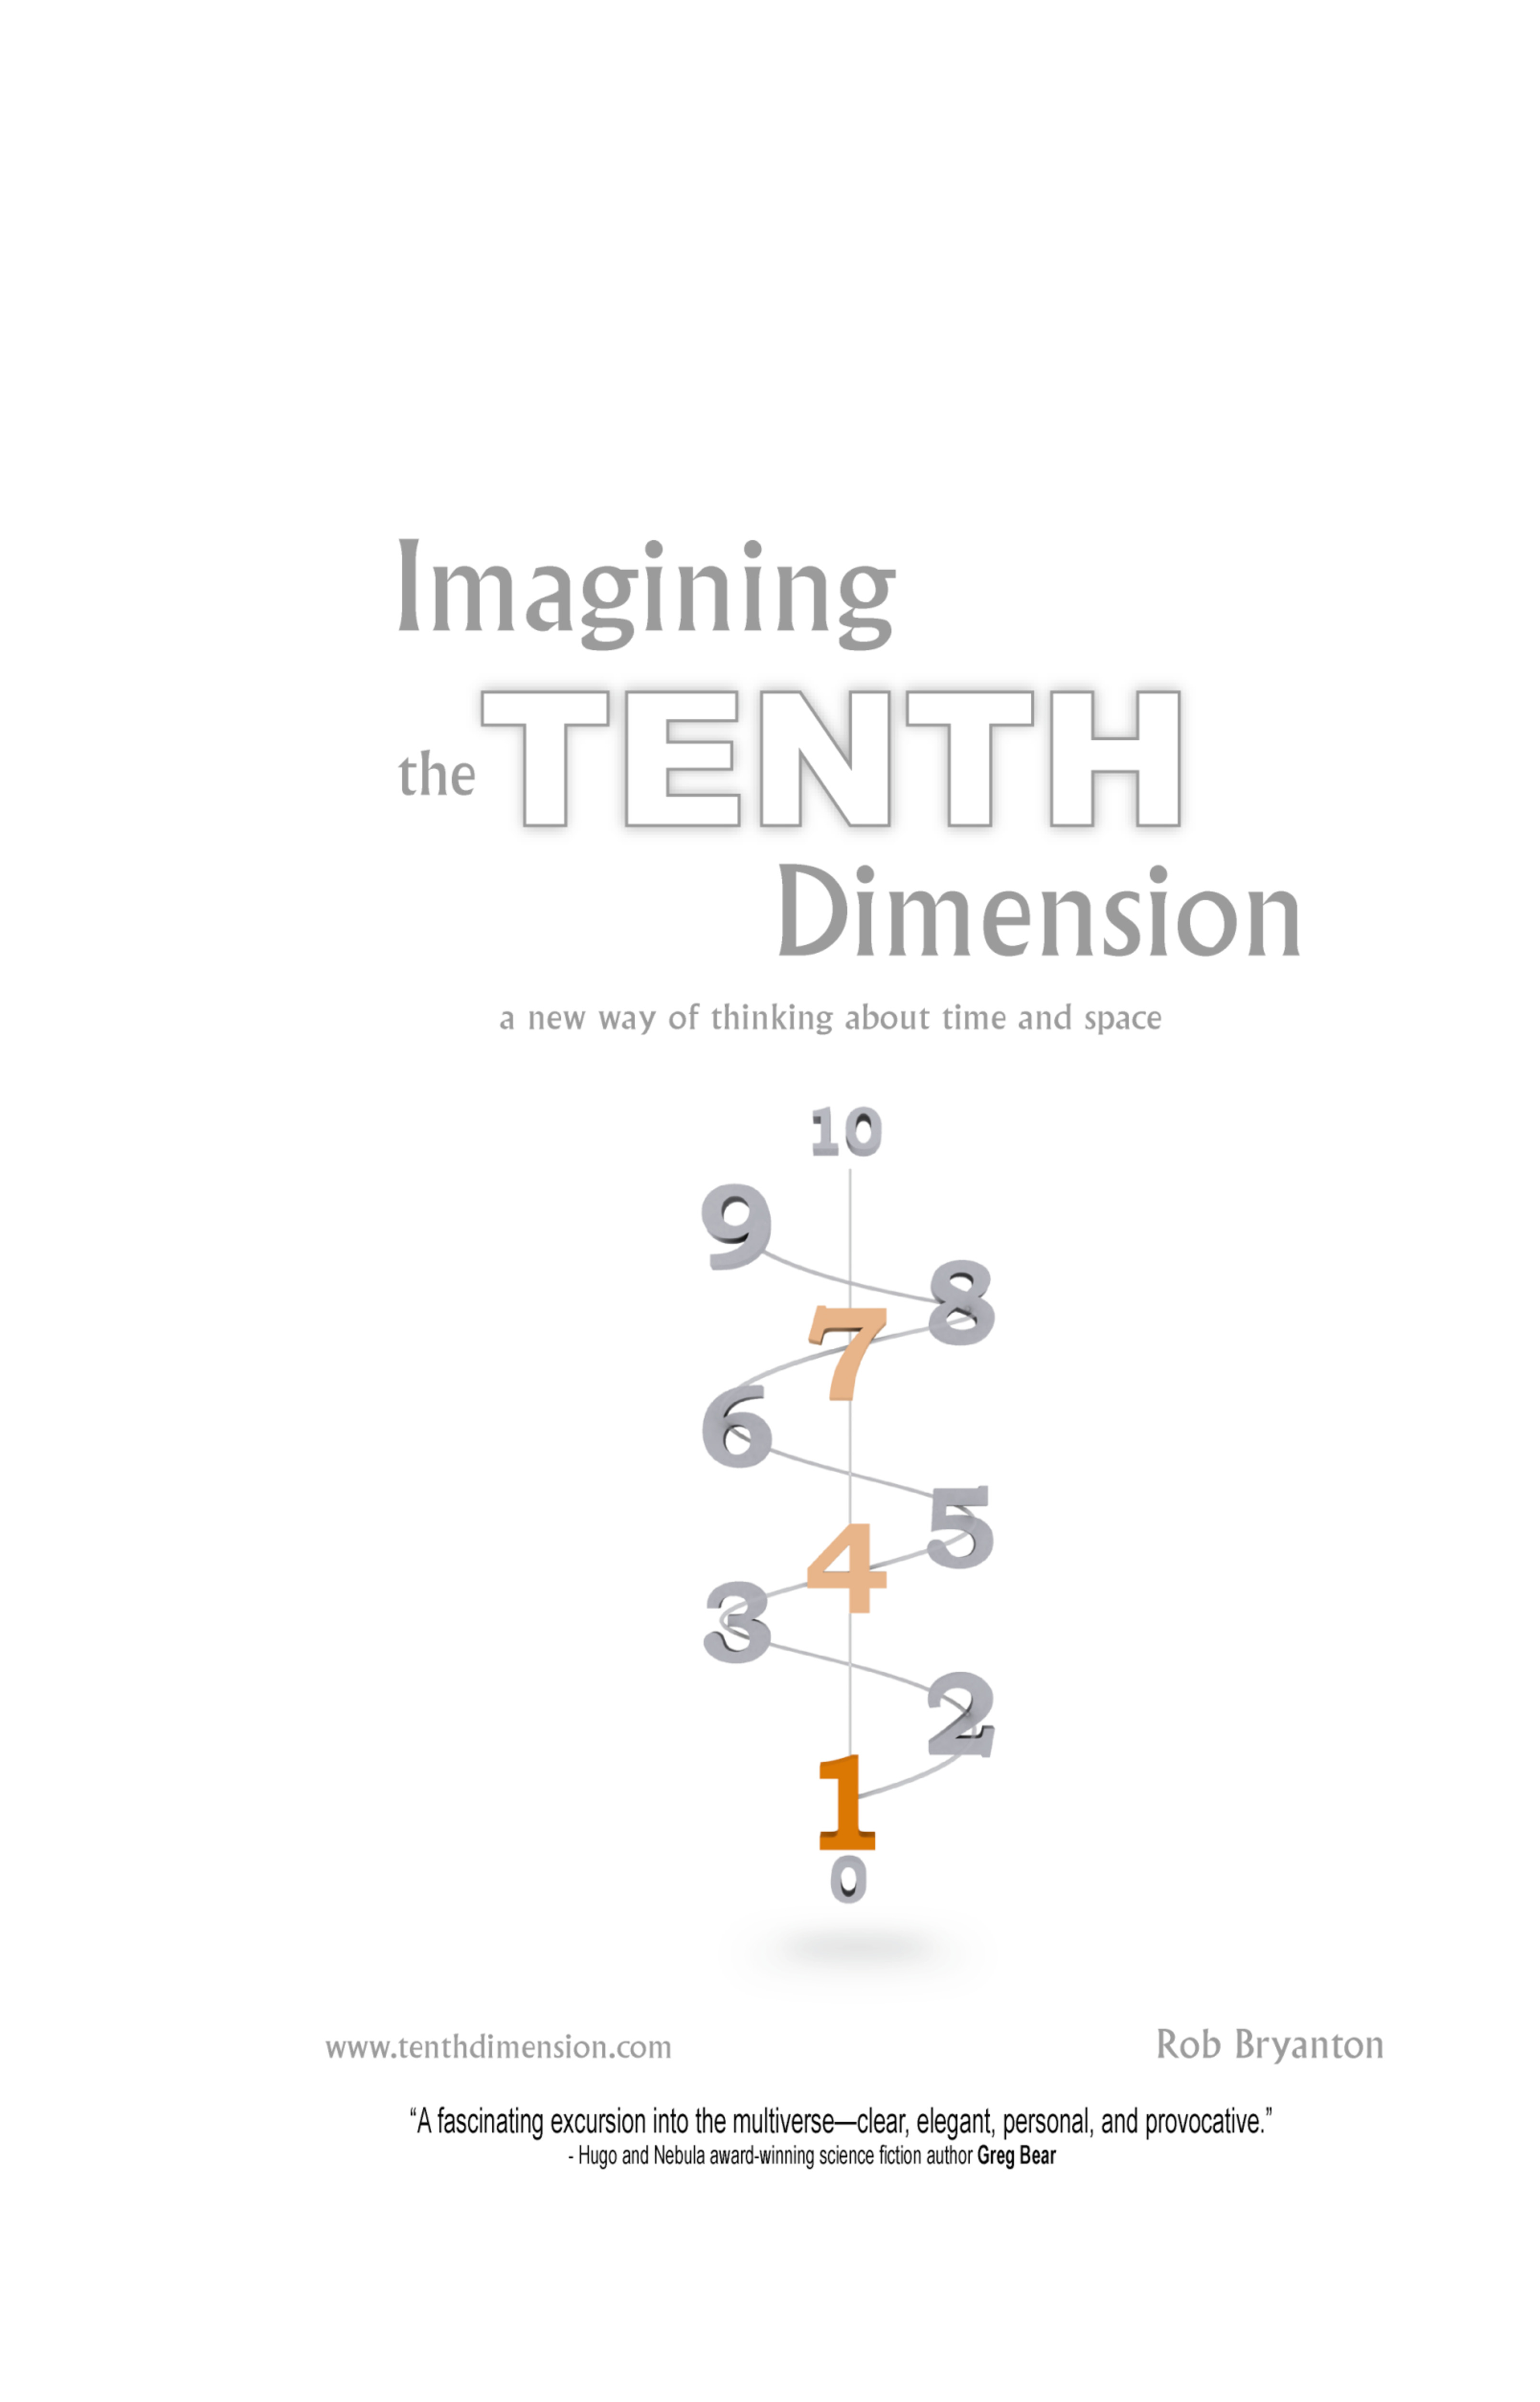 Imagining
the TENTH
Dimension
a new way of thinking about time and space
10
9
8
7
6
5
4
3
2
1
0
www.tenthdimension.com
Rob Bryanton
“A fascinating excursion into the multiverse—clear, elegant, personal, and provocative.”
- Hugo and Nebula award-winning science fiction author Greg Bear